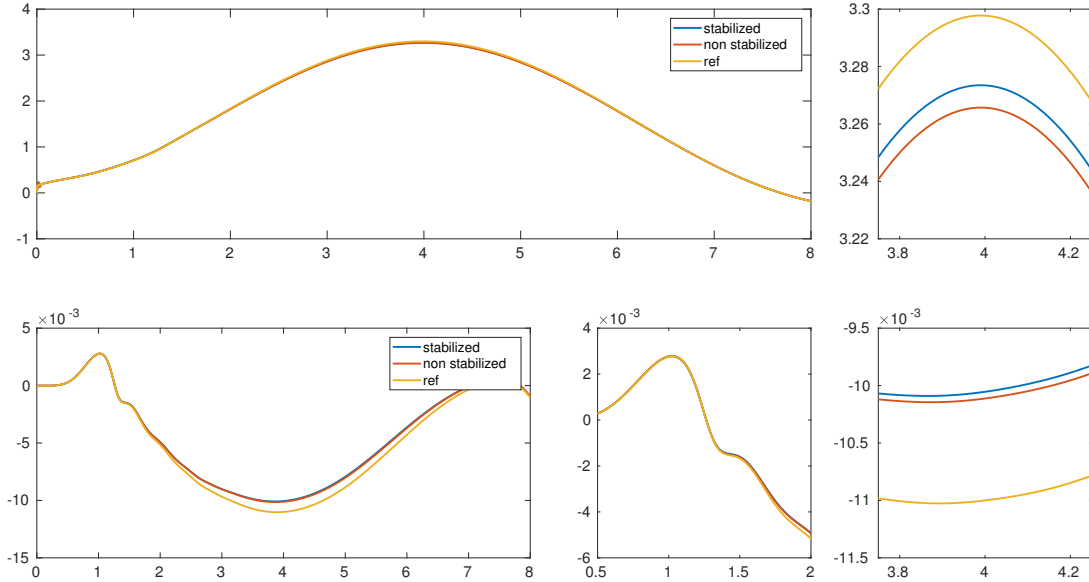 4
3
2
1
0
-1
0 1 2 3 4 5 6 7 8
stabilized
non stabilized
ref
3.3
3.28
3.26
3.24
3.22
3.8 4 4.2
×10 -3
5
0
-5
-10
-15
0 1 2 3 4 5 6 7 8
stabilized
non stabilized
ref
×10 -3
4
2
0
-2
-4
-6
0.5 1 1.5 2
×10 -3
-9.5
-10
-10.5
-11
-11.5
3.8 4 4.2